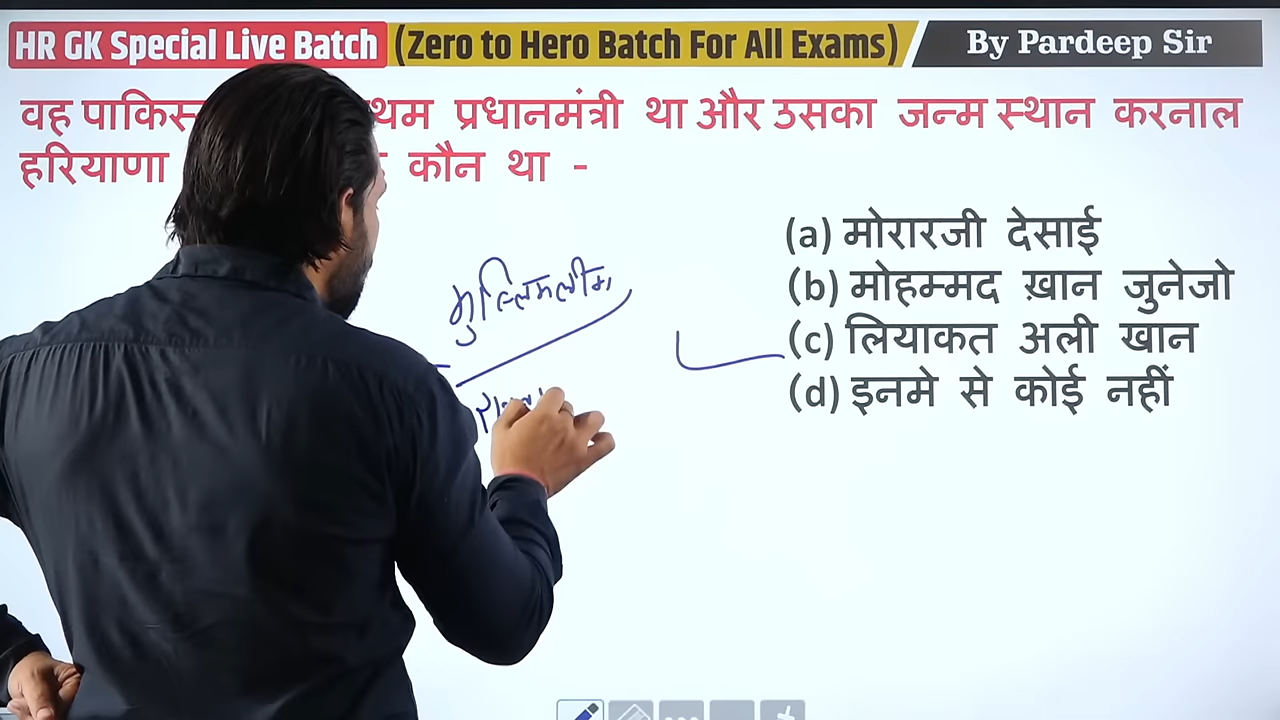 HR GK Special Live Batch (Zero to Hero Batch For All Exams) By Pardeep Sir
वह थम प्रधानमंत्री था और उसका जन्म स्थान करनाल
हरियाणा कौन था -
(a) मोरारजी देसाई
(b) मोहम्मद ख़ान जुनेजो
(c) लियाकत अली खान
(d) इनमे से कोई नहीं